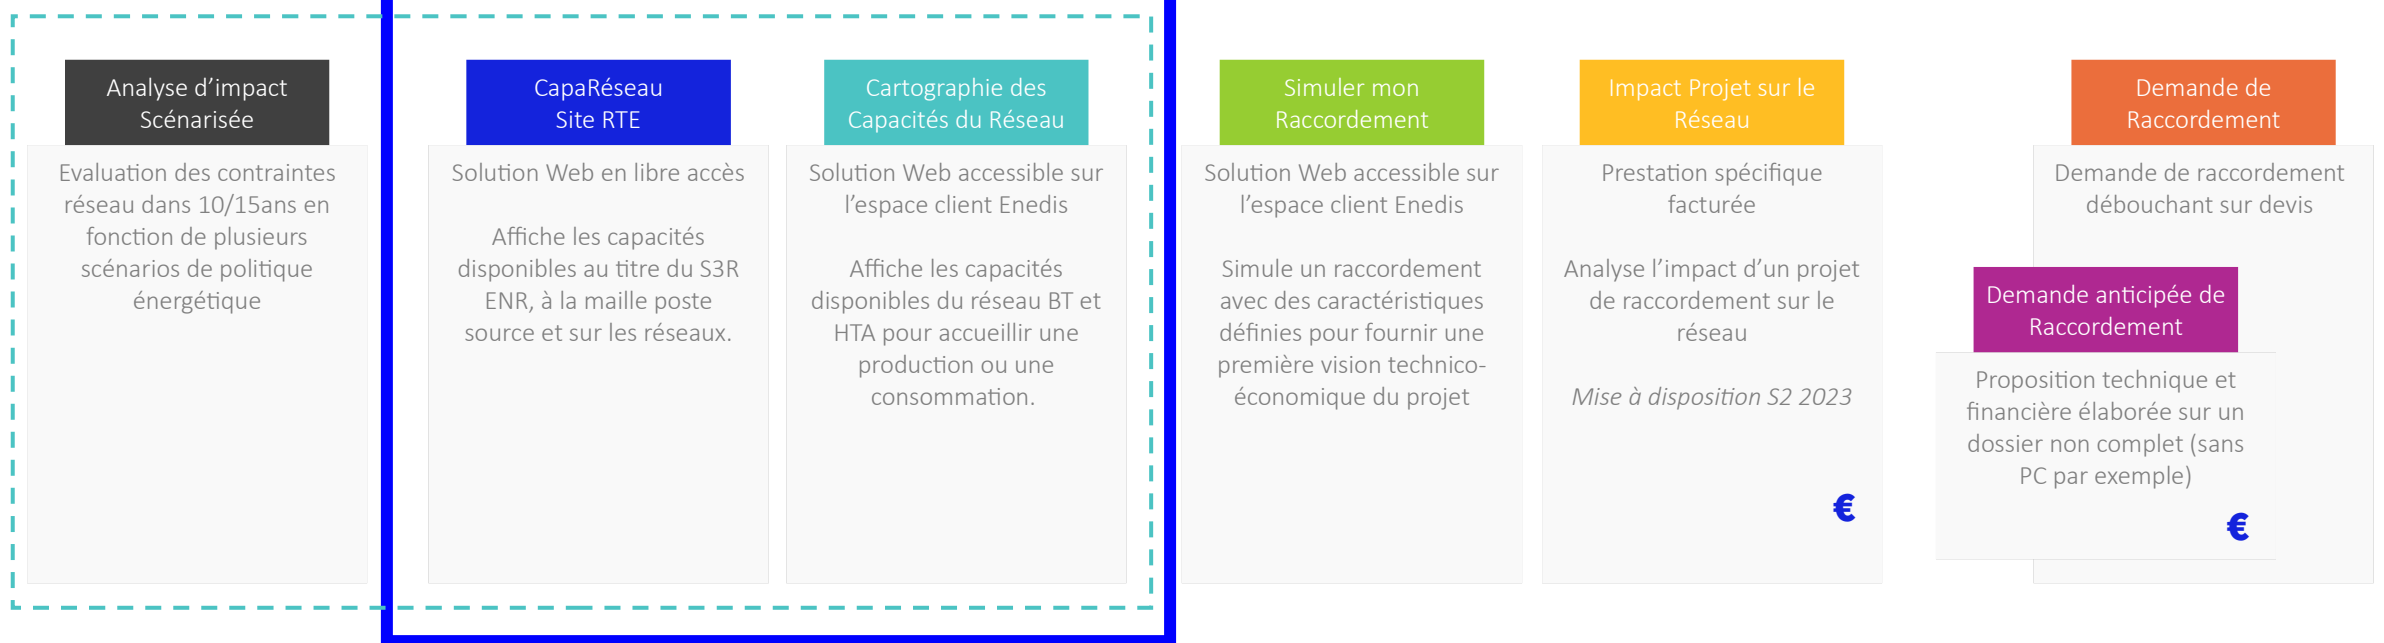 Analyse d’impact
Scénarisée
Evaluation des contraintes
réseau dans 10/15ans en
fonction de plusieurs
scénarios de politique
énergétique
CapaRéseau
Site RTE
Solution Web en libre accès
Affiche les capacités
disponibles au titre du S3R
ENR, à la maille poste
source et sur les réseaux.
Cartographie des
Capacités du Réseau
Solution Web accessible sur
l’espace client Enedis
Affiche les capacités
disponibles du réseau BT et
HTA pour accueillir une
production ou une
consommation.
Simuler mon
Raccordement
Solution Web accessible sur
l’espace client Enedis
Simule un raccordement
avec des caractéristiques
définies pour fournir une
première vision technico-
économique du projet
Impact Projet sur le
Réseau
Prestation spécifique
facturée
Analyse l’impact d’un projet
de raccordement sur le
réseau
Mise à disposition S2 2023
€
Demande de
Raccordement
Demande de raccordement
débouchant sur devis
Demande anticipée de
Raccordement
Proposition technique et
financière élaborée sur un
dossier non complet (sans
PC par exemple)
€